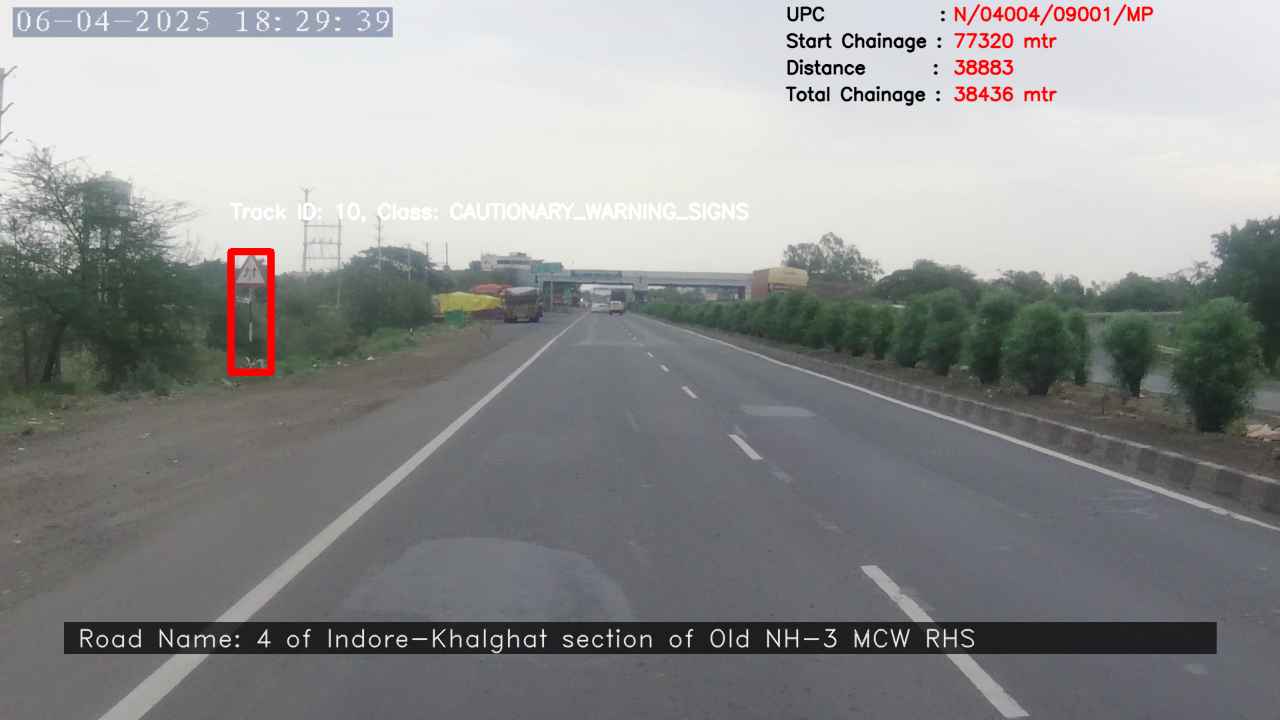 06-04-2025 18:29:39
UPC : N/04004/09001/MP
Start Chainage : 77320 mtr
Distance : 38883
Total Chainage : 38436 mtr
Track ID: 10, Class: CAUTIONARY_WARNING_SIGNS
Road Name: 4 of Indore-Khalghat section of Old NH-3 MCW RHS